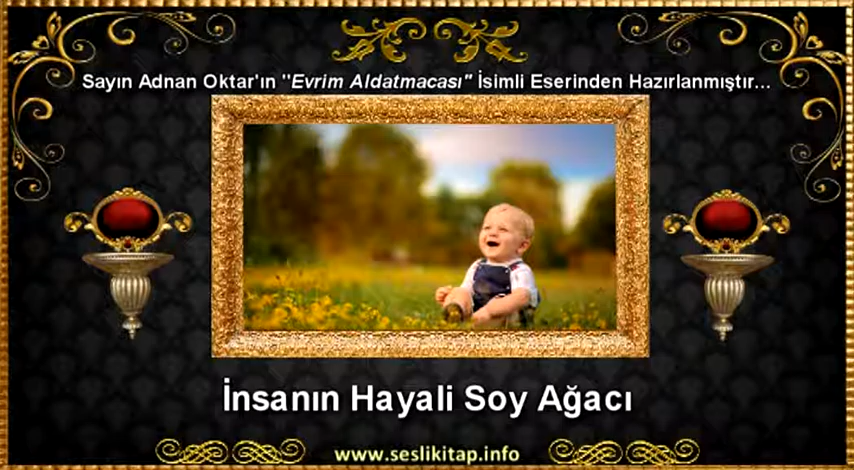 Sayın Adnan Oktar'ın "Evrim Aldatmacası" İsimli Eserinden Hazırlanmıştır...
İnsanın Hayali Soy Ağacı
www.seslikitap.info